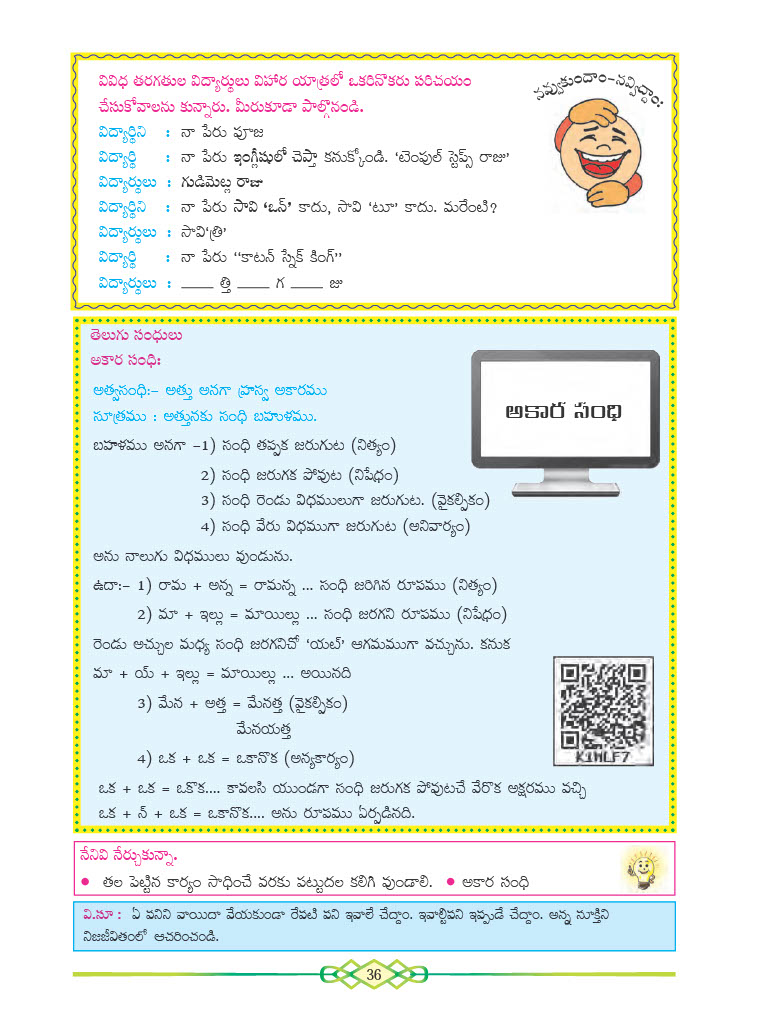 నవ్వుకుందాం-నవ్విద్దాం:
వివిధ తరగతుల విద్యార్థులు విహార యాత్రలో ఒకరినొకరు పరిచయం
చేసుకోవాలను కున్నారు. మీరుకూడా పాల్గొనండి.
విద్యార్థిని : నా పేరు పూజ
విద్యార్థి : నా పేరు ఇంగ్లీషులో చెప్తా కనుక్కోండి. ‘టెంపుల్ స్టెప్స్ రాజు’
విద్యార్థులు : గుడిమెట్ల రాజు
విద్యార్థిని : నా పేరు సావి ‘ఒన్’ కాదు, సావి ‘టూ’ కాదు. మరేంటి?
విద్యార్థులు : సావి‘త్రి’
విద్యార్థి : నా పేరు ‘‘కాటన్ స్నేక్ కింగ్’’
విద్యార్థులు : ____ త్తి ____ గ ____ జు
తెలుగు సంధులు
అకార సంధి:
అత్వసంధి:– అత్తు అనగా హ్రస్వ అకారము
సూత్రము : అత్తునకు సంధి బహుళము.
అకార సంధి
బహుళము అనగా –1) సంధి తప్పక జరుగుట (నిత్యం)
2) సంధి జరుగక పోవుట (నిషేధం)
3) సంధి రెండు విధములుగా జరుగుట. (వైకల్పికం)
4) సంధి వేరు విధముగా జరుగుట (అనివార్యం)
అను నాలుగు విధములు వుండును.
ఉదా:– 1) రామ + అన్న = రామన్న ... సంధి జరిగిన రూపము (నిత్యం)
2) మా + ఇల్లు = మాయిల్లు ... సంధి జరగని రూపము (నిషేధం)
రెండు అచ్చుల మధ్య సంధి జరగనిచో ‘యట్’ ఆగమముగా వచ్చును. కనుక
మా + య్ + ఇల్లు = మాయిల్లు ... అయినది
3) మేన + అత్త = మేనత్త (వైకల్పికం)
మేనయత్త
K1MLF7
4) ఒక + ఒక = ఒకానొక (అన్యకార్యం)
ఒక + ఒక = ఒకొక.... కావలసి యుండగా సంధి జరుగక పోవుటచే వేరొక అక్షరము వచ్చి
ఒక + న్ + ఒక = ఒకానొక.... అను రూపము ఏర్పడినది.
నేనివి నేర్చుకున్నా.
• తల పెట్టిన కార్యం సాధించే వరకు పట్టుదల కలిగి వుండాలి. • అకార సంధి
వి.సూ : ఏ పనిని వాయిదా వేయకుండా రేపటి పని ఇవాలే చేద్దాం. ఇవాల్టిపని ఇప్పుడే చేద్దాం. అన్న సూక్తిని
నిజజీవితంలో ఆచరించండి.
36